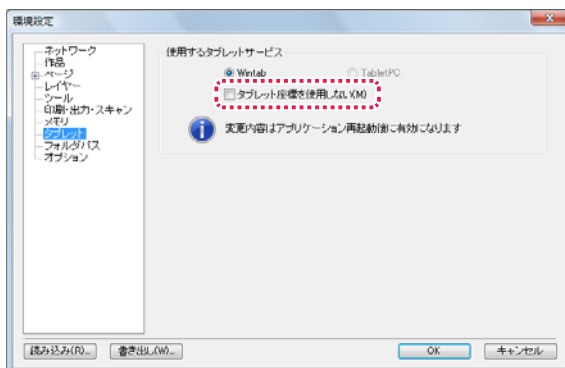 環境設定
ネットワーク
作品
ページ
レイヤー
ツール
印刷・出力・スキャン
メモリ
タブレット
フォルダパス
オプション
使用するタブレットサービス
Wintab
TabletPC
タブレット座標を使用しない(M)
変更内容はアプリケーション再起動後に有効になります
読み込み(R)...
書き出し(W)...
OK
キャンセル